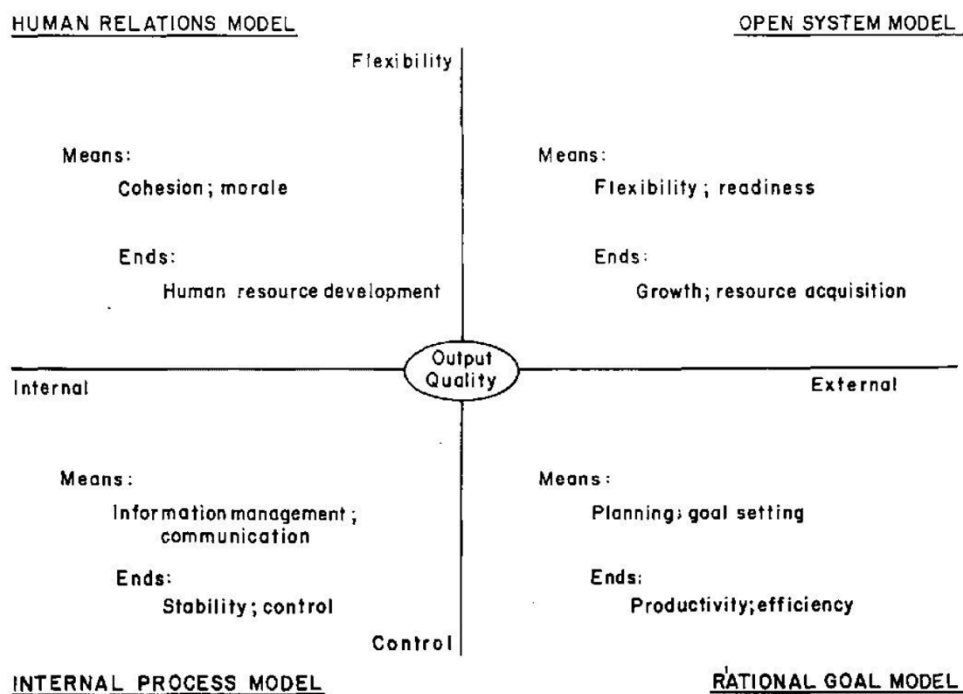 HUMAN RELATIONS MODEL
OPEN SYSTEM MODEL
Flexibility
Means:
Cohesion; morale
Ends:
Human resource development
Means:
Flexibility; readiness
Ends:
Growth; resource acquisition
Output
Quality
Internal
External
Means:
Information management;
communication
Ends:
Stability; control
Means:
Planning; goal setting
Ends:
Productivity; efficiency
Control
INTERNAL PROCESS MODEL
RATIONAL GOAL MODEL